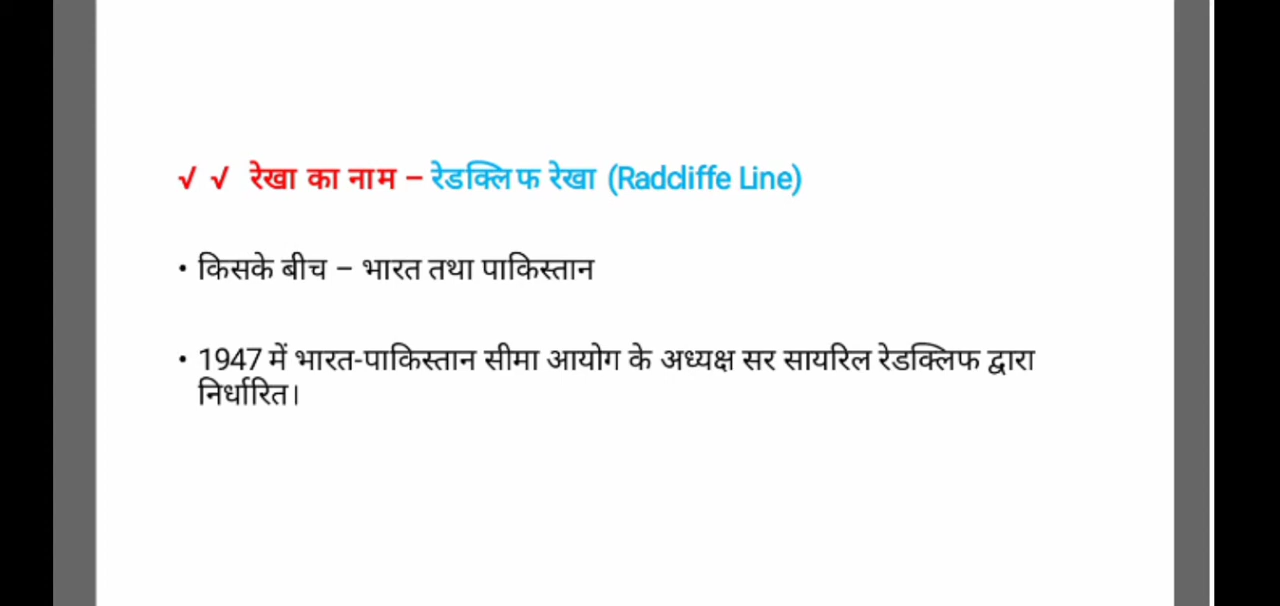 √ √ रेखा का नाम – रेडक्लिफ रेखा (Radcliffe Line)
• किसके बीच – भारत तथा पाकिस्तान
• 1947 में भारत-पाकिस्तान सीमा आयोग के अध्यक्ष सर सायरिल रेडक्लिफ द्वारा
निर्धारित।